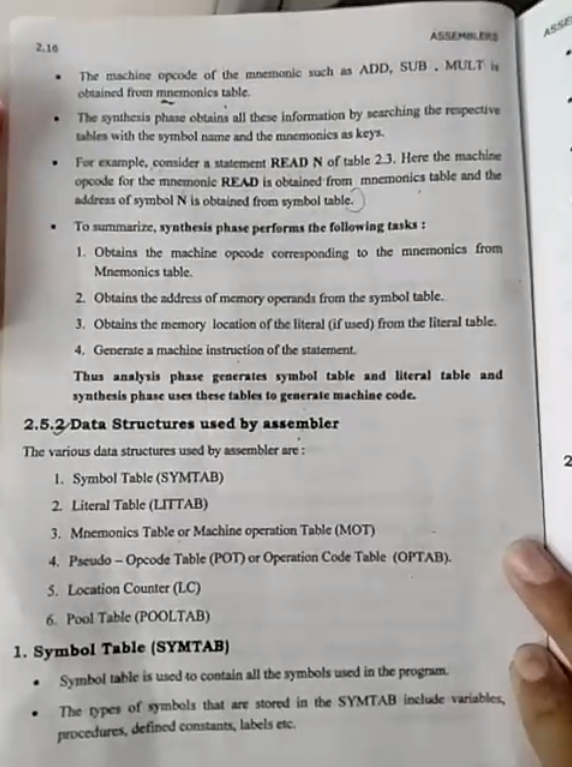 2.16
ASSEMBLERS
• The machine opcode of the mnemonic such as ADD, SUB , MULT is
obtained from mnemonics table.
• The synthesis phase obtains all these information by searching the respective
tables with the symbol name and the mnemonics as keys.
• For example, consider a statement READ N of table 2.3. Here the machine
opcode for the mnemonic READ is obtained from mnemonics table and the
address of symbol N is obtained from symbol table.
• To summarize, synthesis phase performs the following tasks :
1. Obtains the machine opcode corresponding to the mnemonics from
Mnemonics table.
2. Obtains the address of memory operands from the symbol table.
3. Obtains the memory location of the literal (if used) from the literal table.
4. Generate a machine instruction of the statement.
Thus analysis phase generates symbol table and literal table and
synthesis phase uses these tables to generate machine code.
2.5.2 Data Structures used by assembler
The various data structures used by assembler are :
1. Symbol Table (SYMTAB)
2. Literal Table (LITTAB)
3. Mnemonics Table or Machine operation Table (MOT)
4. Pseudo – Opcode Table (POT) or Operation Code Table (OPTAB).
5. Location Counter (LC)
6. Pool Table (POOLTAB)
1. Symbol Table (SYMTAB)
• Symbol table is used to contain all the symbols used in the program.
• The types of symbols that are stored in the SYMTAB include variables,
procedures, defined constants, labels etc.
ASSE
2